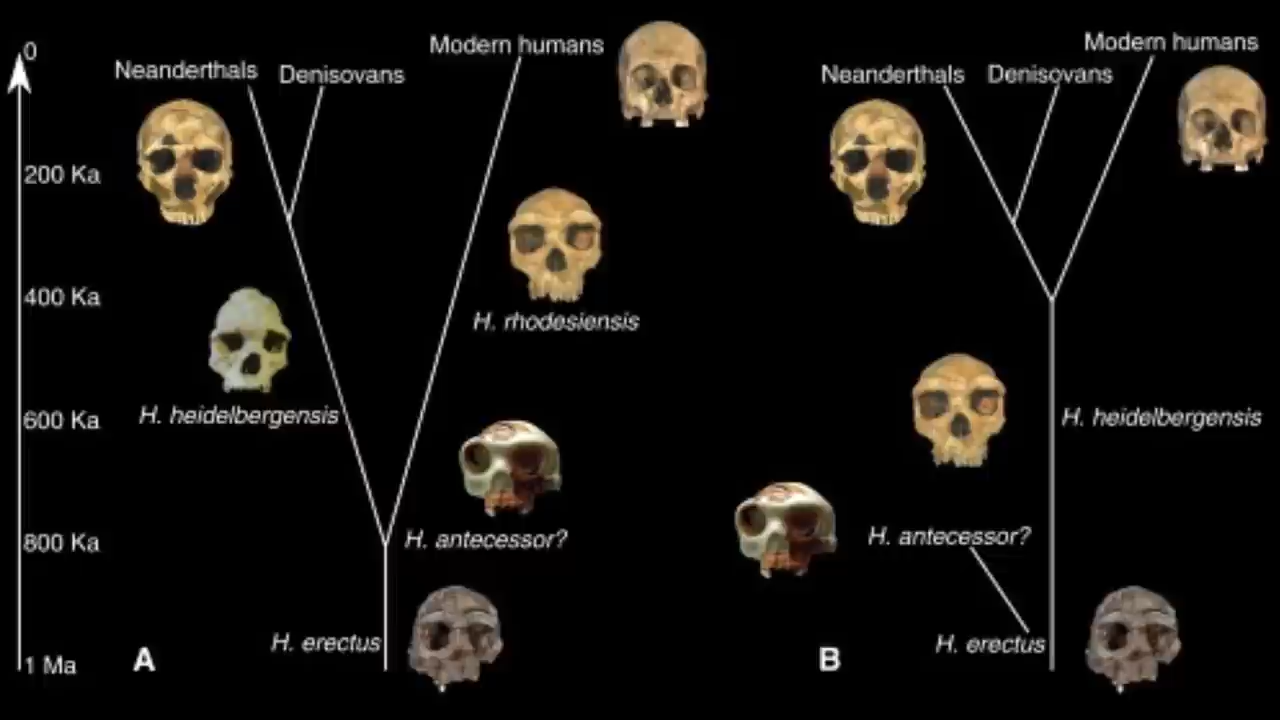 0
200 Ka
400 Ka
600 Ka
800 Ka
1 Ma
Neanderthals
Denisovans
Modern humans
H. rhodesiensis
H. heidelbergensis
H. antecessor?
H. erectus
A
Neanderthals
Denisovans
Modern humans
H. heidelbergensis
H. antecessor?
H. erectus
B